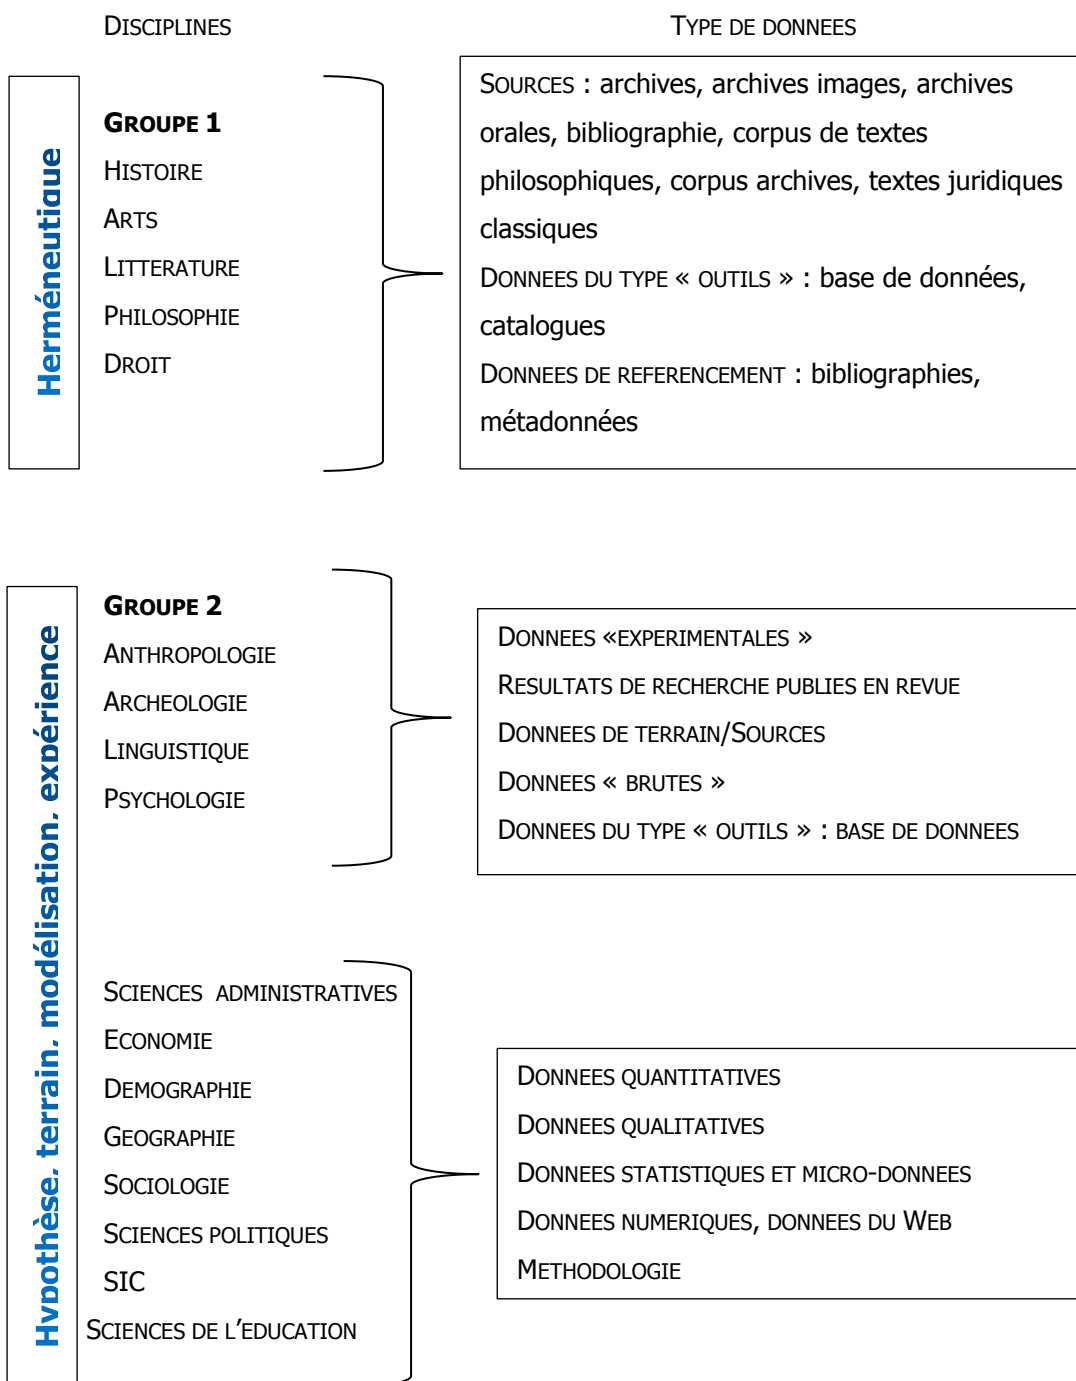 DISCIPLINES
TYPE DE DONNEES
Herméneutique
GROUPE 1
HISTOIRE
ARTS
LITTERATURE
PHILOSOPHIE
DROIT
SOURCES : archives, archives images, archives
orales, bibliographie, corpus de textes
philosophiques, corpus archives, textes juridiques
classiques
DONNEES DU TYPE « OUTILS » : base de données,
catalogues
DONNEES DE REFERENCEMENT : bibliographies,
métadonnées
Hypothèse, terrain, modélisation, expérience
GROUPE 2
ANTHROPOLOGIE
ARCHEOLOGIE
LINGUISTIQUE
PSYCHOLOGIE
DONNEES «EXPERIMENTALES »
RESULTATS DE RECHERCHE PUBLIES EN REVUE
DONNEES DE TERRAIN/SOURCES
DONNEES « BRUTES »
DONNEES DU TYPE « OUTILS » : BASE DE DONNEES
SCIENCES ADMINISTRATIVES
ECONOMIE
DEMOGRAPHIE
GEOGRAPHIE
SOCIOLOGIE
SCIENCES POLITIQUES
SIC
SCIENCES DE L'EDUCATION
DONNEES QUANTITATIVES
DONNEES QUALITATIVES
DONNEES STATISTIQUES ET MICRO-DONNEES
DONNEES NUMERIQUES, DONNEES DU WEB
METHODOLOGIE